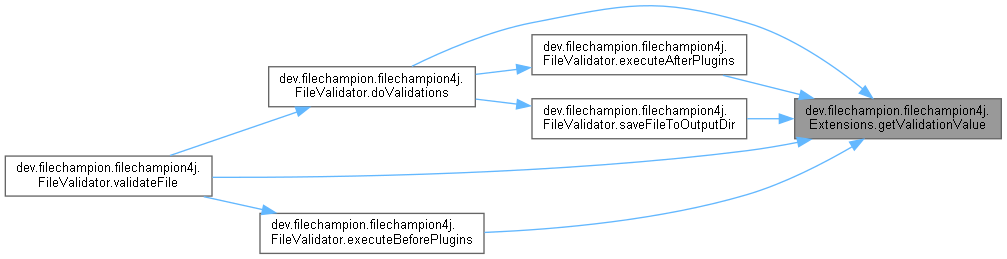 dev.filechampion.filechampion4j.
FileValidator.executeAfterPlugins
dev.filechampion.filechampion4j.
FileValidator.doValidations
dev.filechampion.filechampion4j.
FileValidator.saveFileToOutputDir
dev.filechampion.filechampion4j.
Extensions.getValidationValue
dev.filechampion.filechampion4j.
FileValidator.validateFile
dev.filechampion.filechampion4j.
FileValidator.executeBeforePlugins